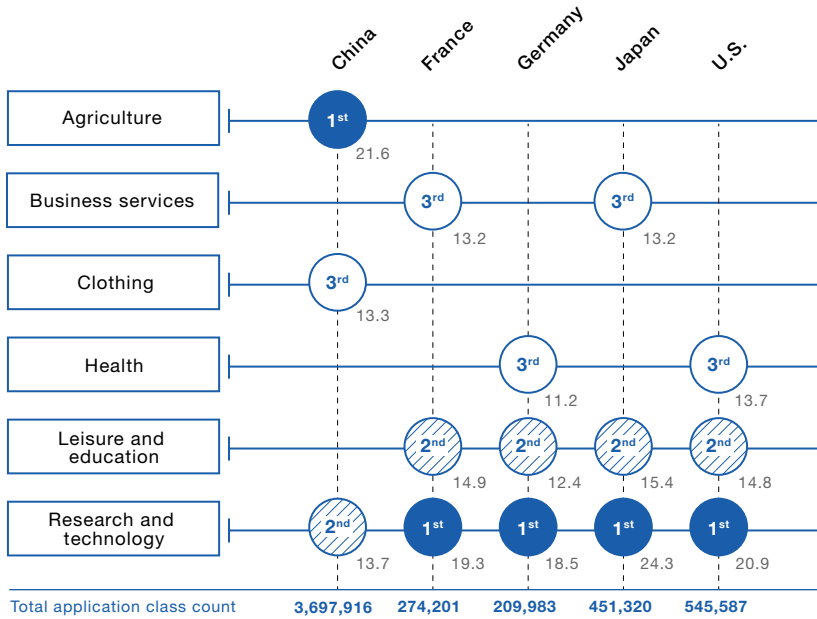 China France Germany Japan U.S.
Agriculture 1st
21.6
Business services 3rd 3rd
13.2 13.2
Clothing 3rd
13.3
Health 3rd 3rd
11.2 13.7
Leisure and
education 2nd 2nd 2nd 2nd
14.9 12.4 15.4 14.8
Research and
technology 2nd 1st 1st 1st 1st
13.7 19.3 18.5 24.3 20.9
Total application class count 3,697,916 274,201 209,983 451,320 545,587